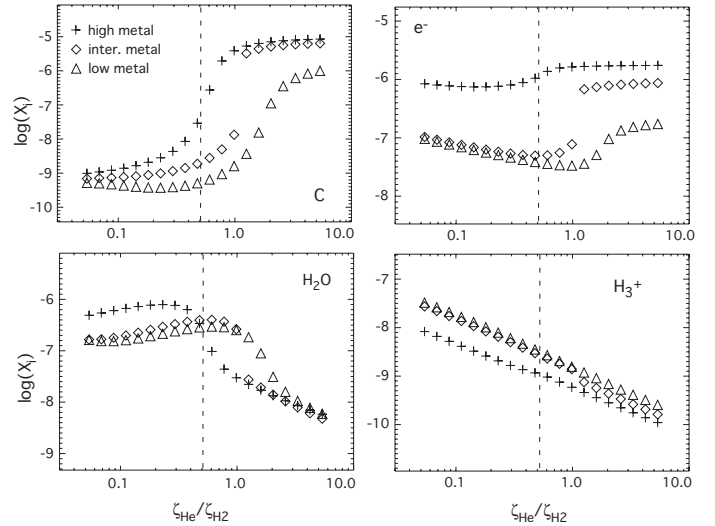 -4
-5
-6
-7
-8
-9
-10
log(X_i)
+ high metal
◇ inter. metal
△ low metal
C
0.1
1.0
10.0
-5
-6
-7
-8
e⁻
0.1
1.0
10.0
-6
-7
-8
-9
log(X_i)
H₂O
0.1
1.0
10.0
ζ_He/ζ_H2
-7
-8
-9
-10
H₃⁺
0.1
1.0
10.0
ζ_He/ζ_H2